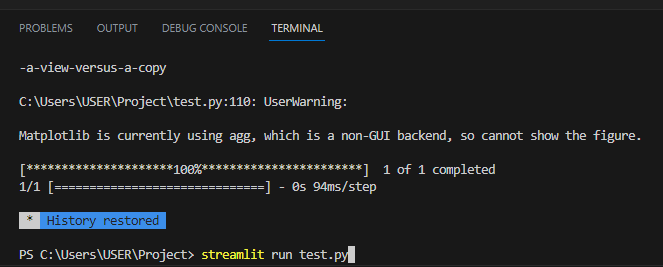 PROBLEMS OUTPUT DEBUG CONSOLE TERMINAL
-a-view-versus-a-copy
C:\Users\USER\Project\test.py:110: UserWarning:
Matplotlib is currently using agg, which is a non-GUI backend, so cannot show the figure.
[*********************100%***********************]  1 of 1 completed
1/1 [==============================] - 0s 94ms/step
* History restored
PS C:\Users\USER\Project> streamlit run test.py